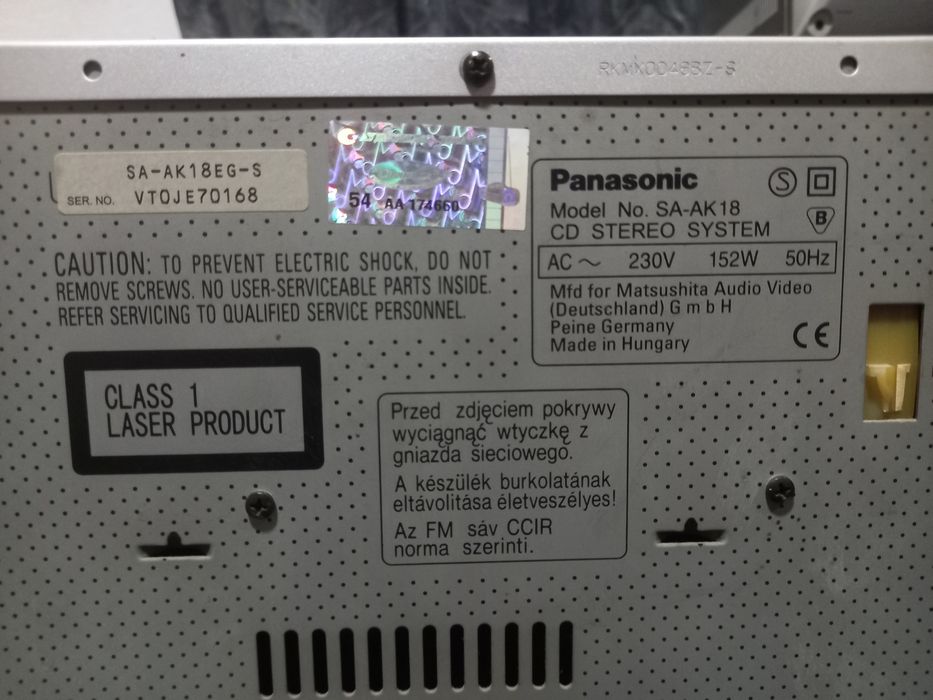 RKMX0046BZ-S
SA-AK18EG-S
SER. NO. VT0JE70168
54 AA 174660
Panasonic
S
B
Model No. SA-AK18
CD STEREO SYSTEM
AC ~ 230V 152W 50Hz
Mfd for Matsushita Audio Video
(Deutschland) G m b H
Peine Germany
Made in Hungary
CE
CAUTION: TO PREVENT ELECTRIC SHOCK, DO NOT
REMOVE SCREWS. NO USER-SERVICEABLE PARTS INSIDE.
REFER SERVICING TO QUALIFIED SERVICE PERSONNEL.
CLASS 1
LASER PRODUCT
Przed zdjęciem pokrywy
wyciągnąć wtyczkę z
gniazda sieciowego.
A készülék burkolatának
eltávolitása életveszélyes!
Az FM sáv CCIR
norma szerinti.